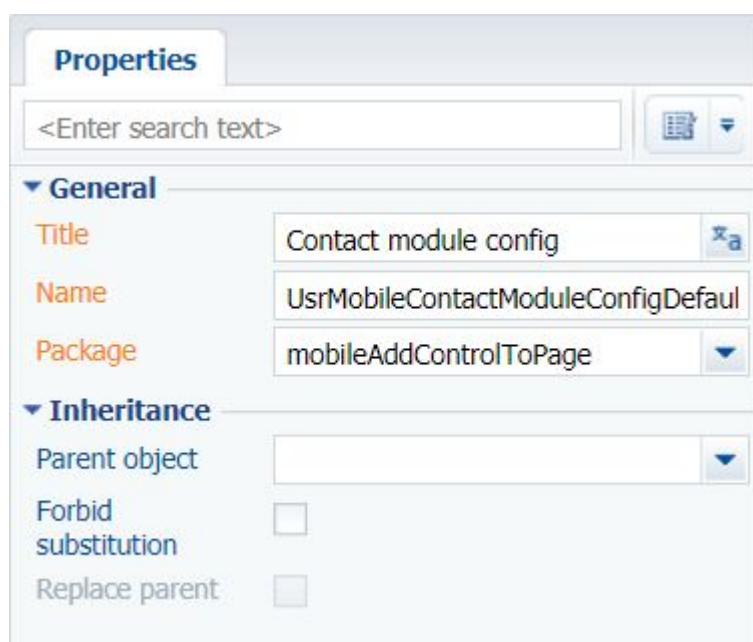 Properties
<Enter search text>
General
Title
Contact module config
Name
UsrMobileContactModuleConfigDefaul
Package
mobileAddControlToPage
Inheritance
Parent object
Forbid
substitution
Replace parent